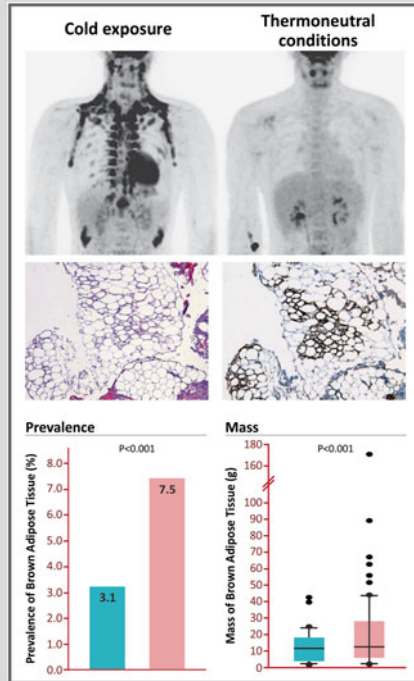 Cold exposure
Thermoneutral
conditions
Prevalence
P<0.001
Prevalence of Brown Adipose Tissue (%)
8.0
7.0
6.0
5.0
4.0
3.0
2.0
1.0
0.0
3.1
7.5
Mass
P<0.001
Mass of Brown Adipose Tissue (g)
180
160
100
90
80
70
60
50
40
30
20
10
0